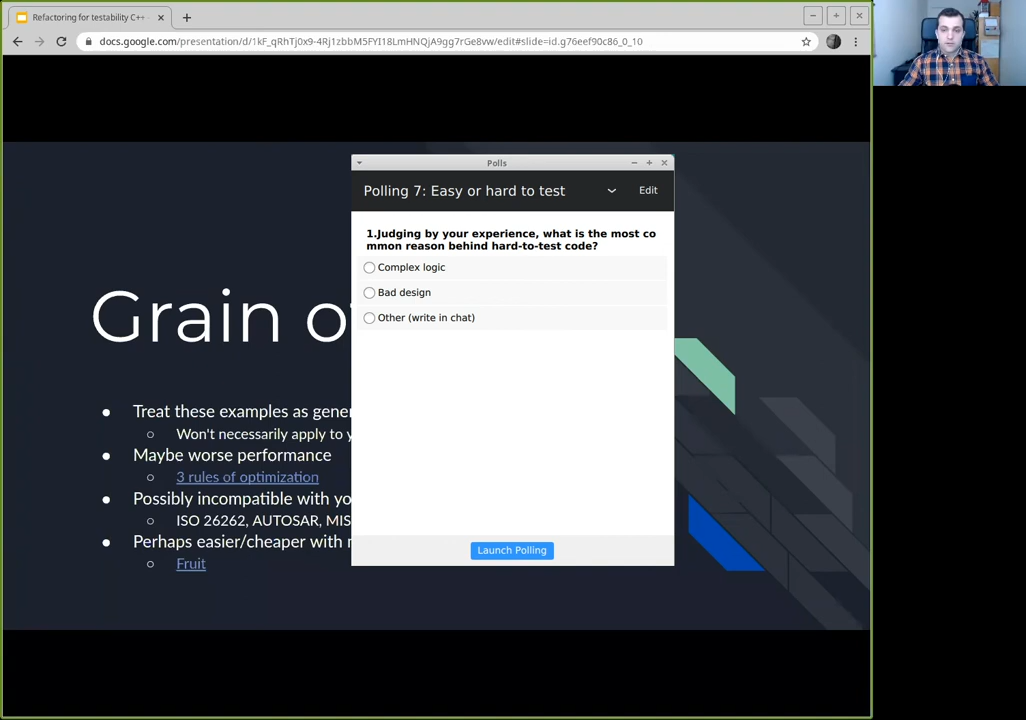 Refactoring for testability C++ -
docs.google.com/presentation/d/1kF_qRhTj0x9-4Rj1zbbM5FYI18LmHNQjA9gg7rGe8vw/edit#slide=id.g76eef90c86_0_10
Polls
Polling 7: Easy or hard to test
Edit
1.Judging by your experience, what is the most co
mmon reason behind hard-to-test code?
Complex logic
Bad design
Other (write in chat)
Launch Polling
Grain o
Treat these examples as gener
Won't necessarily apply to y
Maybe worse performance
3 rules of optimization
Possibly incompatible with yo
ISO 26262, AUTOSAR, MIS
Perhaps easier/cheaper with
Fruit